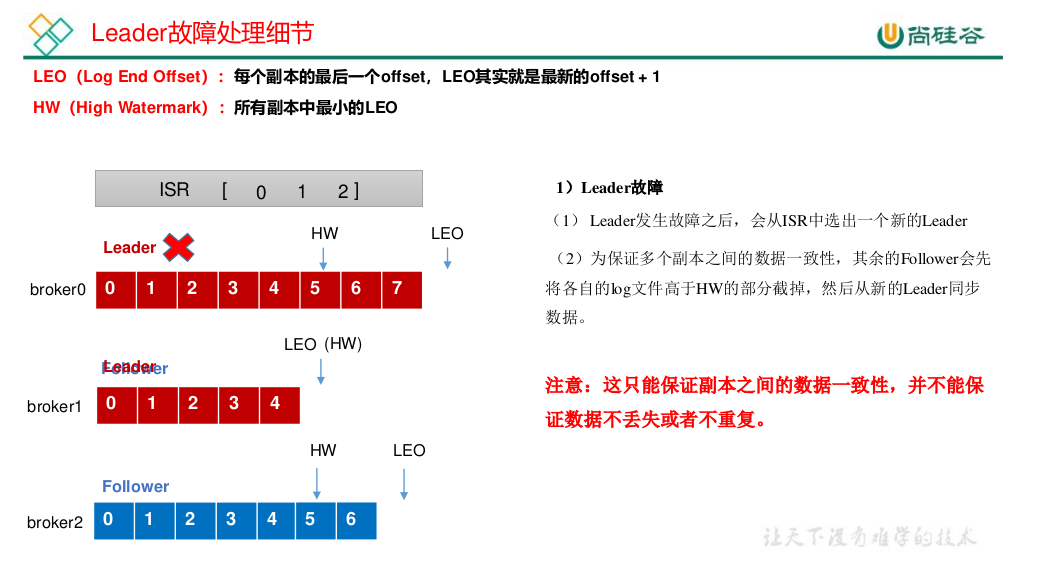 Leader故障处理细节
尚硅谷
LEO（Log End Offset）：每个副本的最后一个offset，LEO其实就是最新的offset + 1
HW（High Watermark）：所有副本中最小的LEO
ISR [ 0 1 2 ]
Leader
HW LEO
broker0 0 1 2 3 4 5 6 7
LEO（HW）
Leader
Follower
broker1 0 1 2 3 4
HW LEO
Follower
broker2 0 1 2 3 4 5 6
1）Leader故障
（1） Leader发生故障之后，会从ISR中选出一个新的Leader
（2）为保证多个副本之间的数据一致性，其余的Follower会先
将各自的log文件高于HW的部分截掉，然后从新的Leader同步
数据。
注意：这只能保证副本之间的数据一致性，并不能保
证数据不丢失或者不重复。
让天下没有难学的技术